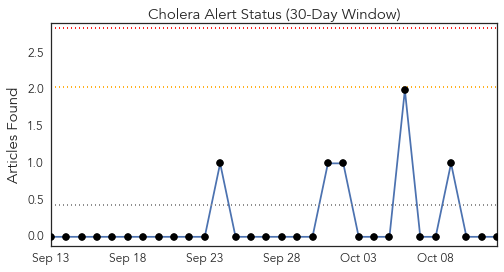 Cholera Alert Status (30-Day Window)
Articles Found
2.5
2.0
1.5
1.0
0.5
0.0
Sep 13 Sep 18 Sep 23 Sep 28 Oct 03 Oct 08